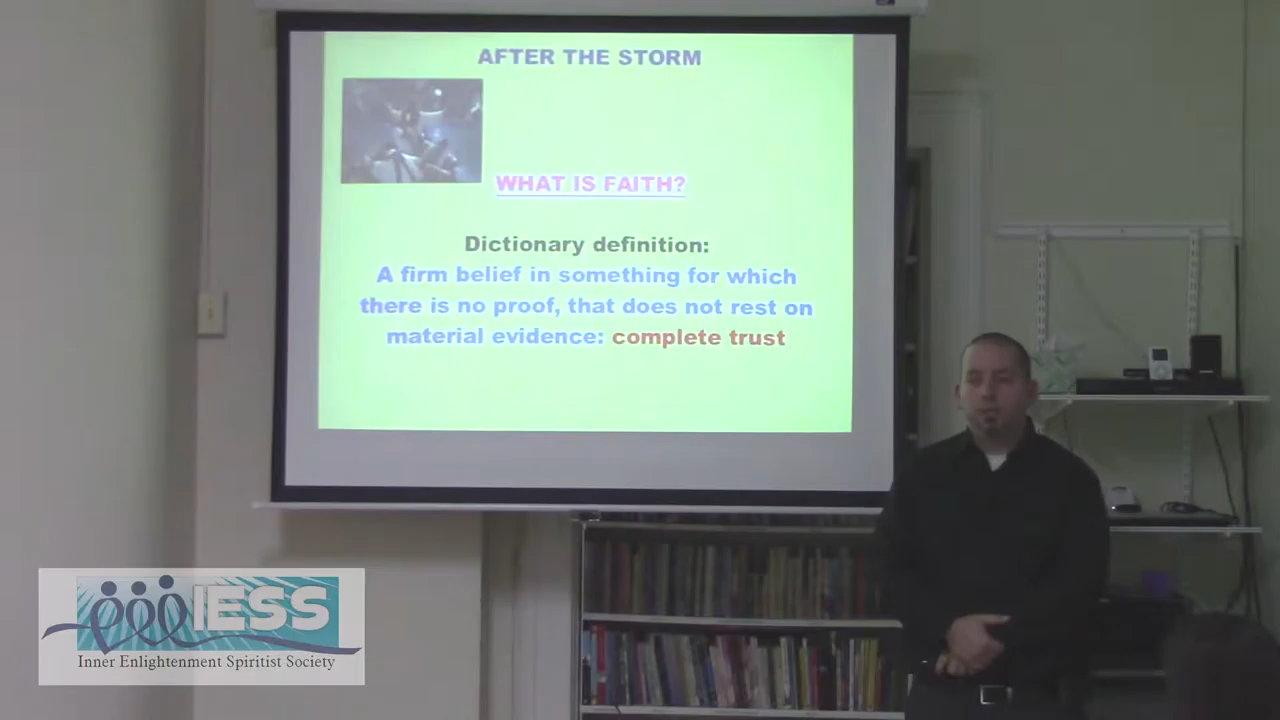 AFTER THE STORM
WHAT IS FAITH?
Dictionary definition:
A firm belief in something for which
there is no proof, that does not rest on
material evidence: complete trust
IESS
Inner Enlightenment Spiritist Society